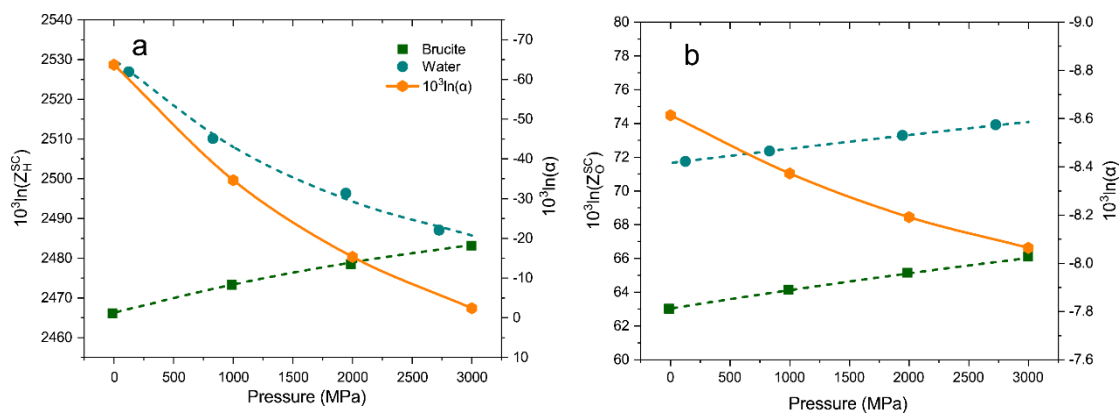 a
Brucite
Water
10³ln(α)
10³ln(Z_H^SC)
2540
2530
2520
2510
2500
2490
2480
2470
2460
-70
-60
-50
-40
-30
-20
-10
0
10
10³ln(α)
0 500 1000 1500 2000 2500 3000
Pressure (MPa)
b
10³ln(Z_O^SC)
80
78
76
74
72
70
68
66
64
62
60
-9.0
-8.8
-8.6
-8.4
-8.2
-8.0
-7.8
-7.6
10³ln(α)
0 500 1000 1500 2000 2500 3000
Pressure (MPa)